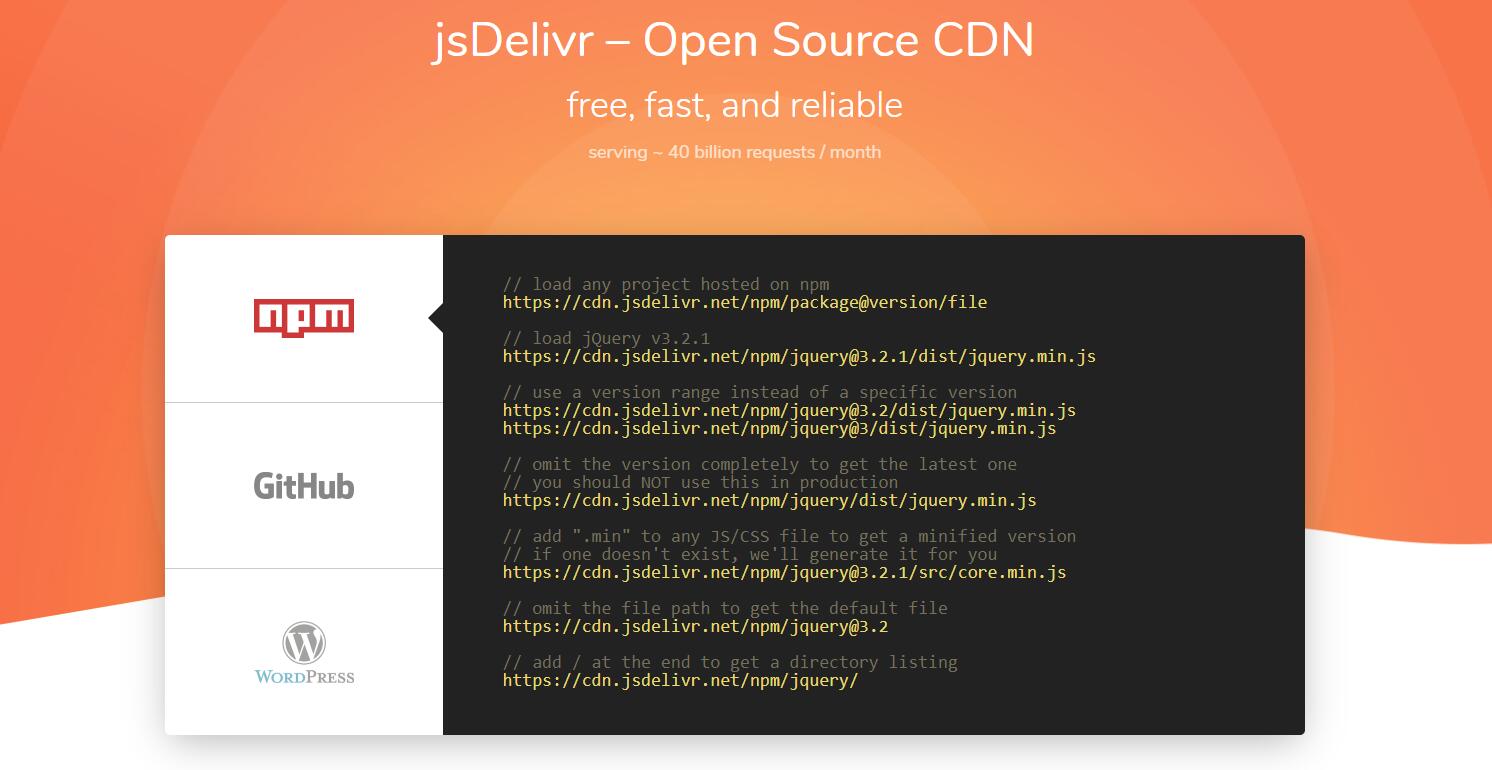 jsDelivr – Open Source CDN
free, fast, and reliable
serving ~ 40 billion requests / month
npm
GitHub
WORDPRESS
// load any project hosted on npm
https://cdn.jsdelivr.net/npm/package@version/file
// load jQuery v3.2.1
https://cdn.jsdelivr.net/npm/jquery@3.2.1/dist/jquery.min.js
// use a version range instead of a specific version
https://cdn.jsdelivr.net/npm/jquery@3.2/dist/jquery.min.js
https://cdn.jsdelivr.net/npm/jquery@3/dist/jquery.min.js
// omit the version completely to get the latest one
// you should NOT use this in production
https://cdn.jsdelivr.net/npm/jquery/dist/jquery.min.js
// add ".min" to any JS/CSS file to get a minified version
// if one doesn't exist, we'll generate it for you
https://cdn.jsdelivr.net/npm/jquery@3.2.1/src/core.min.js
// omit the file path to get the default file
https://cdn.jsdelivr.net/npm/jquery@3.2
// add / at the end to get a directory listing
https://cdn.jsdelivr.net/npm/jquery/